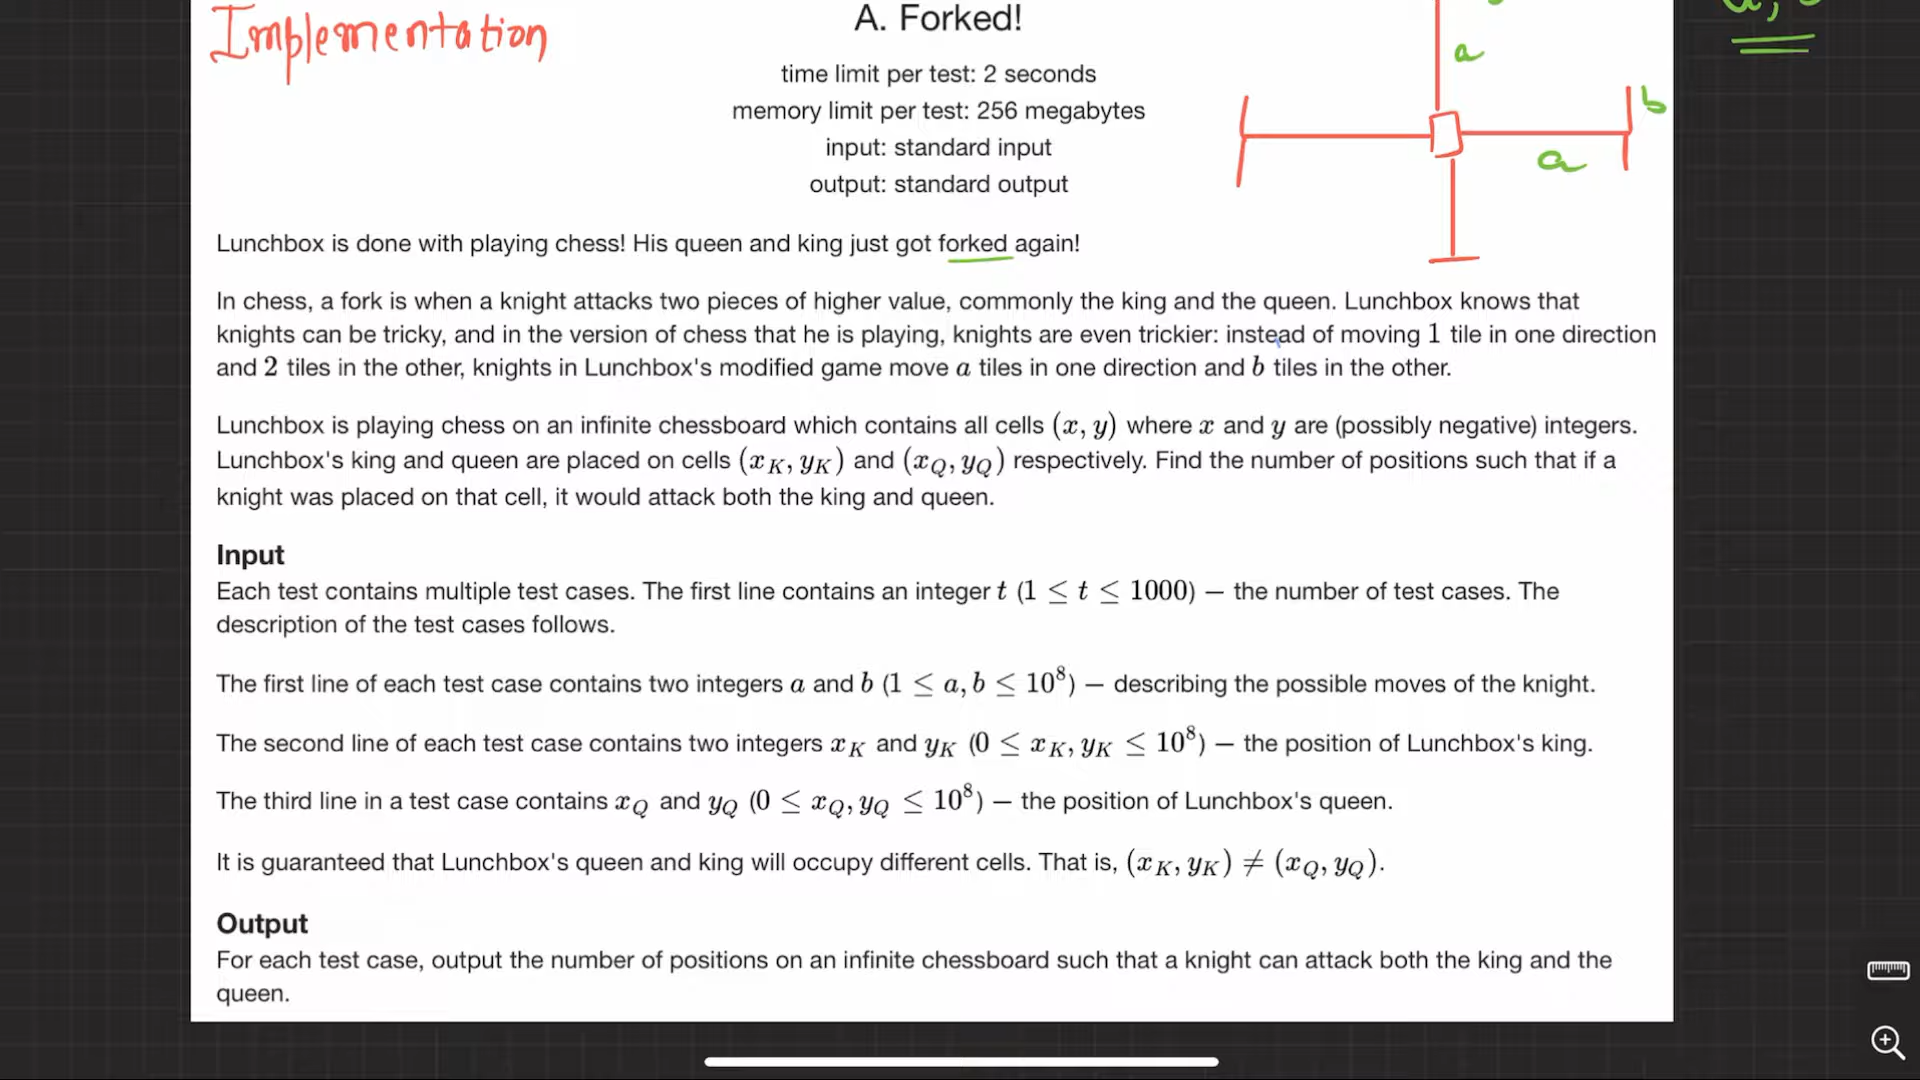 Implementation
A. Forked!
time limit per test: 2 seconds
memory limit per test: 256 megabytes
input: standard input
output: standard output
a
b
a
Lunchbox is done with playing chess! His queen and king just got forked again!
In chess, a fork is when a knight attacks two pieces of higher value, commonly the king and the queen. Lunchbox knows that
knights can be tricky, and in the version of chess that he is playing, knights are even trickier: instead of moving 1 tile in one direction
and 2 tiles in the other, knights in Lunchbox's modified game move a tiles in one direction and b tiles in the other.
Lunchbox is playing chess on an infinite chessboard which contains all cells (x, y) where x and y are (possibly negative) integers.
Lunchbox's king and queen are placed on cells (x_K, y_K) and (x_Q, y_Q) respectively. Find the number of positions such that if a
knight was placed on that cell, it would attack both the king and queen.
Input
Each test contains multiple test cases. The first line contains an integer t (1 ≤ t ≤ 1000) — the number of test cases. The
description of the test cases follows.
The first line of each test case contains two integers a and b (1 ≤ a, b ≤ 10⁸) — describing the possible moves of the knight.
The second line of each test case contains two integers x_K and y_K (0 ≤ x_K, y_K ≤ 10⁸) — the position of Lunchbox's king.
The third line in a test case contains x_Q and y_Q (0 ≤ x_Q, y_Q ≤ 10⁸) — the position of Lunchbox's queen.
It is guaranteed that Lunchbox's queen and king will occupy different cells. That is, (x_K, y_K) ≠ (x_Q, y_Q).
Output
For each test case, output the number of positions on an infinite chessboard such that a knight can attack both the king and the
queen.